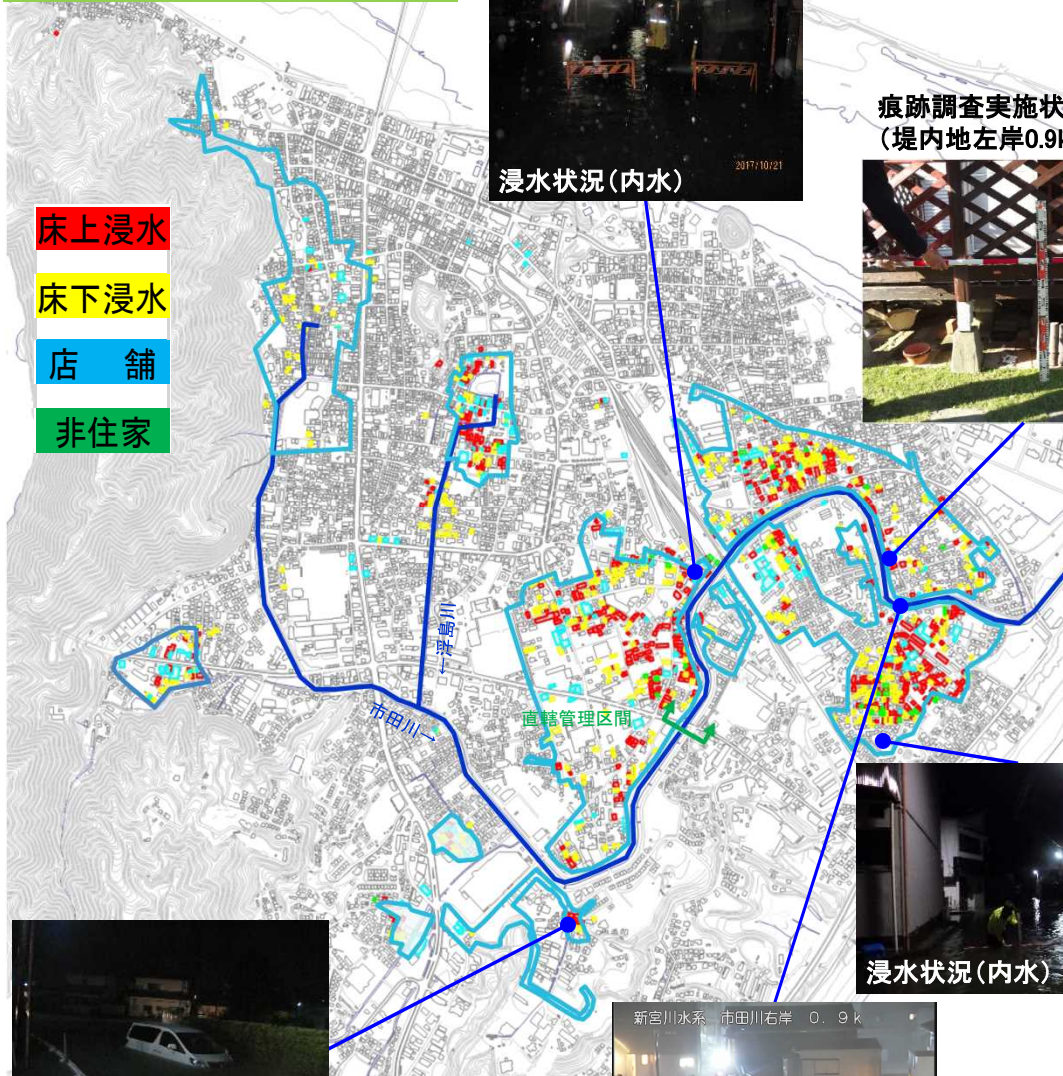 浸水状況(内水)
2017/10/21
痕跡調査実施状
(堤内地左岸0.9k
床上浸水
床下浸水
店 舗
非住家
←浮島川
直轄管理区間
市田川→
浸水状況(内水)
新宮川水系 市田川右岸 0.9k